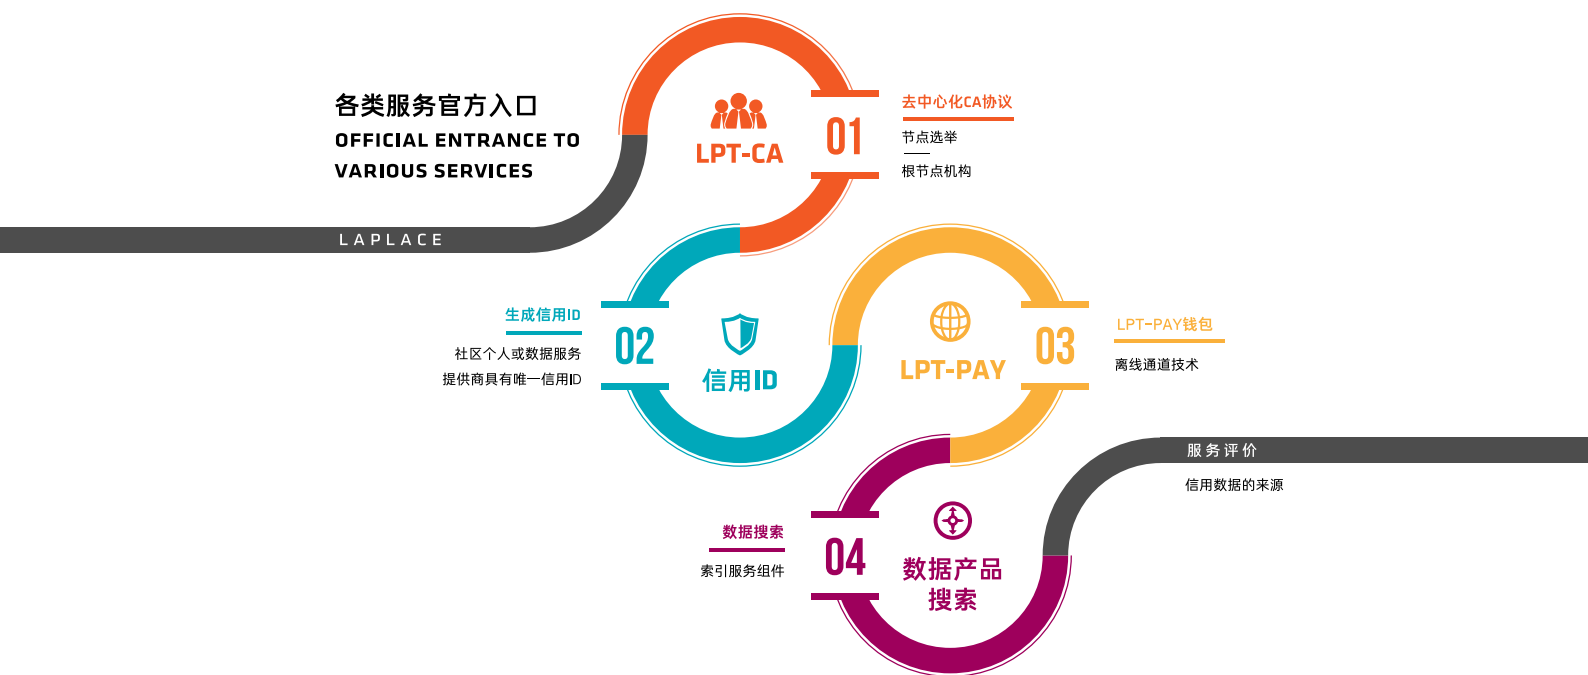 各类服务官方入口
OFFICIAL ENTRANCE TO
VARIOUS SERVICES
LAPLACE
LPT-CA
01
去中心化CA协议
节点选举
根节点机构
生成信用ID
社区个人或数据服务
提供商具有唯一信用ID
02
信用ID
LPT-PAY
03
LPT-PAY钱包
离线通道技术
服务评价
信用数据的来源
数据搜索
索引服务组件
04
数据产品
搜索